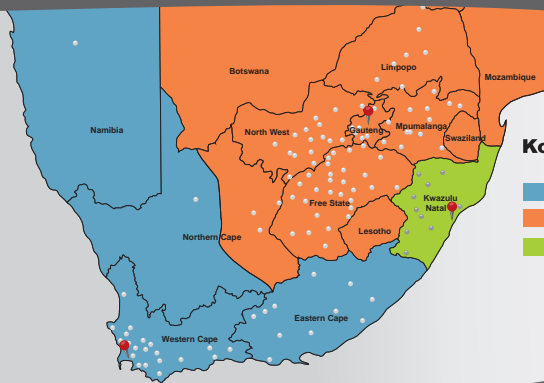 Limpopo
Botswana
Mozambique
Namibia
North West
Gauteng
Mpumalanga
Swaziland
Ko
Kwazulu
Natal
Free State
Northern Cape
Lesotho
Eastern Cape
Western Cape